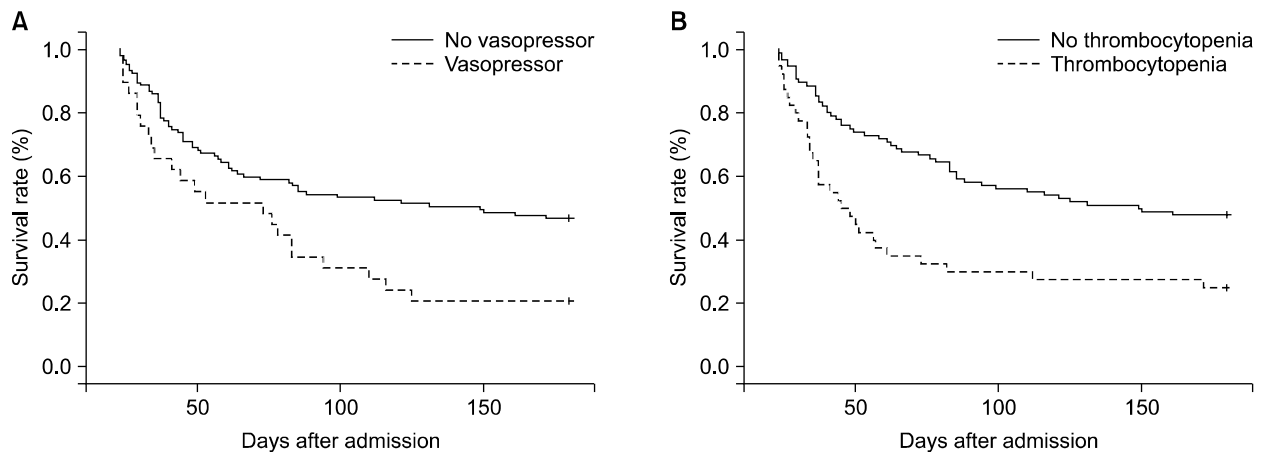 A
No vasopressor
Vasopressor
1.0
0.8
0.6
0.4
0.2
0.0
Survival rate (%)
50
100
150
Days after admission
B
No thrombocytopenia
Thrombocytopenia
1.0
0.8
0.6
0.4
0.2
0.0
Survival rate (%)
50
100
150
Days after admission